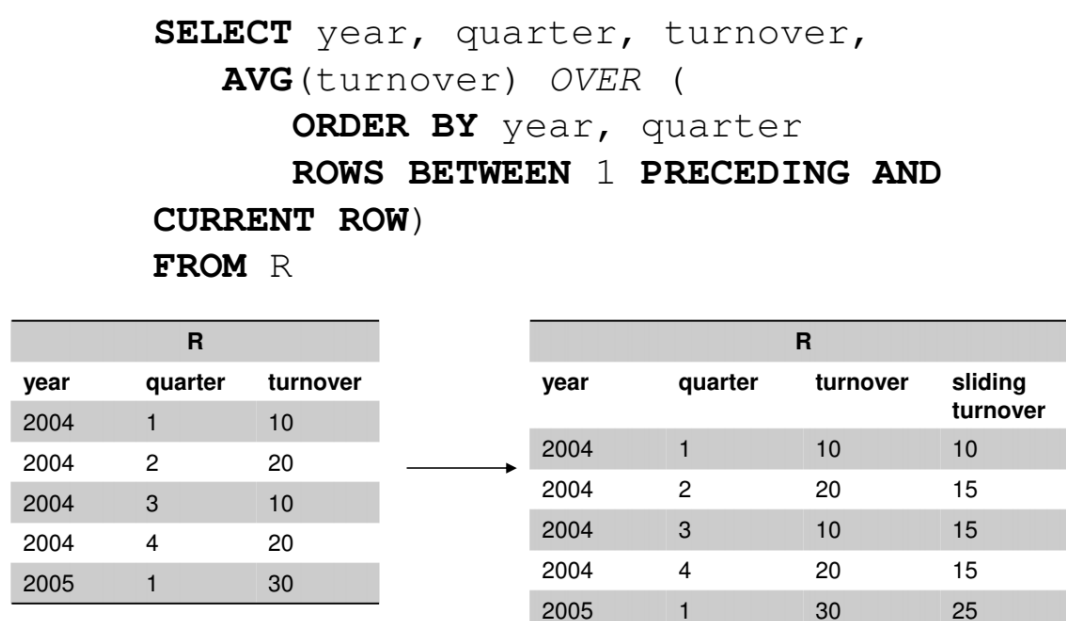 SELECT year, quarter, turnover,
AVG(turnover) OVER (
ORDER BY year, quarter
ROWS BETWEEN 1 PRECEDING AND
CURRENT ROW)
FROM R
R
year quarter turnover
2004 1 10
2004 2 20
2004 3 10
2004 4 20
2005 1 30
R
year quarter turnover sliding
turnover
2004 1 10 10
2004 2 20 15
2004 3 10 15
2004 4 20 15
2005 1 30 25